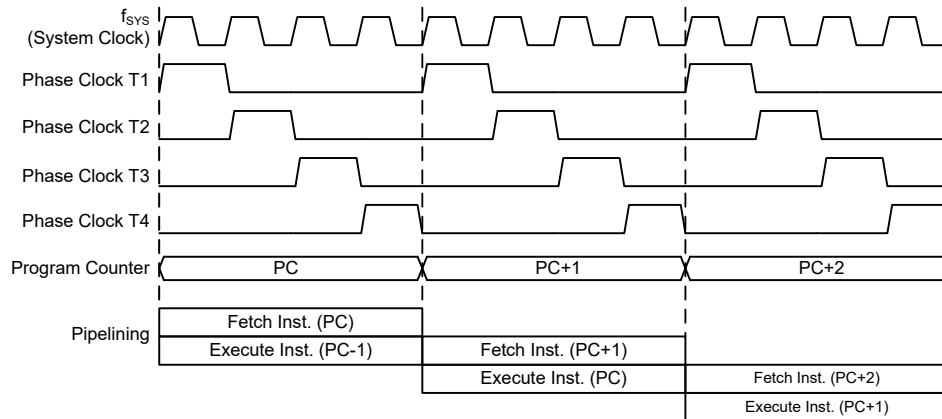 fSYS
(System Clock)
Phase Clock T1
Phase Clock T2
Phase Clock T3
Phase Clock T4
Program Counter PC PC+1 PC+2
Pipelining
Fetch Inst. (PC)
Execute Inst. (PC-1) Fetch Inst. (PC+1)
Execute Inst. (PC) Fetch Inst. (PC+2)
Execute Inst. (PC+1)